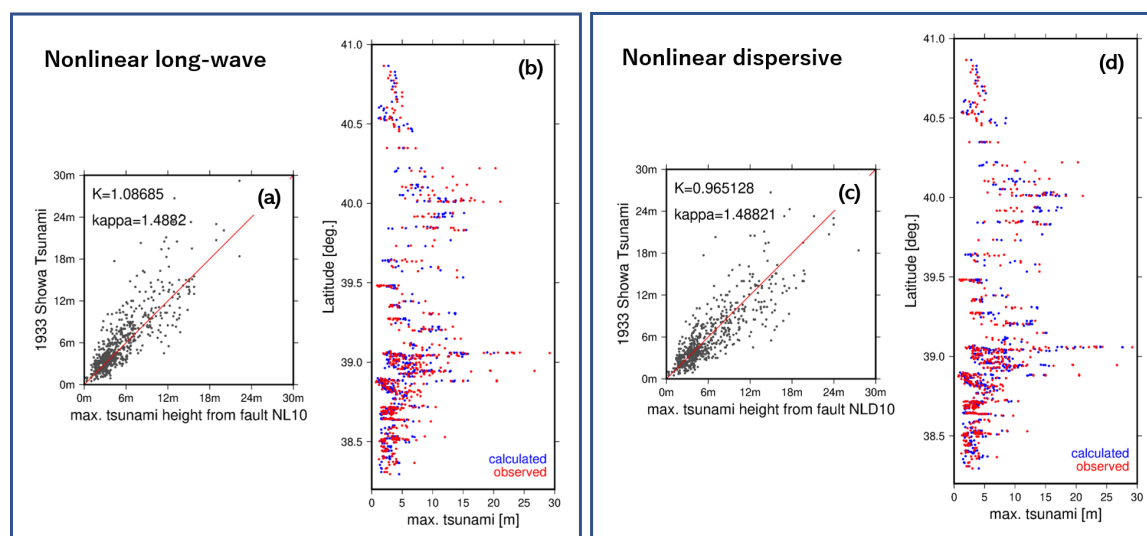 Nonlinear long-wave
(a)
K=1.08685
kappa=1.4882
1933 Showa Tsunami
30m
24m
18m
12m
6m
0m
0m 6m 12m 18m 24m 30m
max. tsunami height from fault NL10
(b)
Latitude [deg.]
41.0
40.5
40.0
39.5
39.0
38.5
calculated
observed
0 5 10 15 20 25 30
max. tsunami [m]
Nonlinear dispersive
(c)
K=0.965128
kappa=1.48821
1933 Showa Tsunami
30m
24m
18m
12m
6m
0m
0m 6m 12m 18m 24m 30m
max. tsunami height from fault NLD10
(d)
Latitude [deg.]
41.0
40.5
40.0
39.5
39.0
38.5
calculated
observed
0 5 10 15 20 25 30
max. tsunami [m]